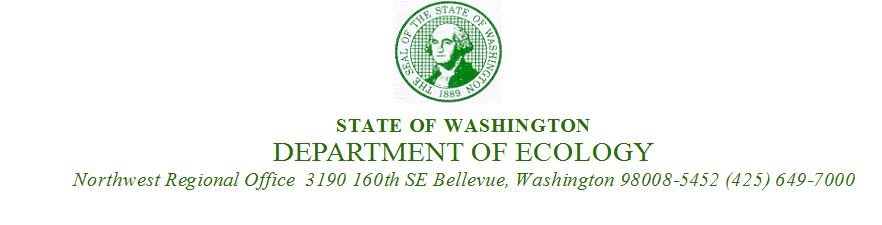 THE SEAL OF THE STATE OF WASHINGTON
1889
STATE OF WASHINGTON
DEPARTMENT OF ECOLOGY
Northwest Regional Office 3190 160th SE Bellevue, Washington 98008-5452 (425) 649-7000